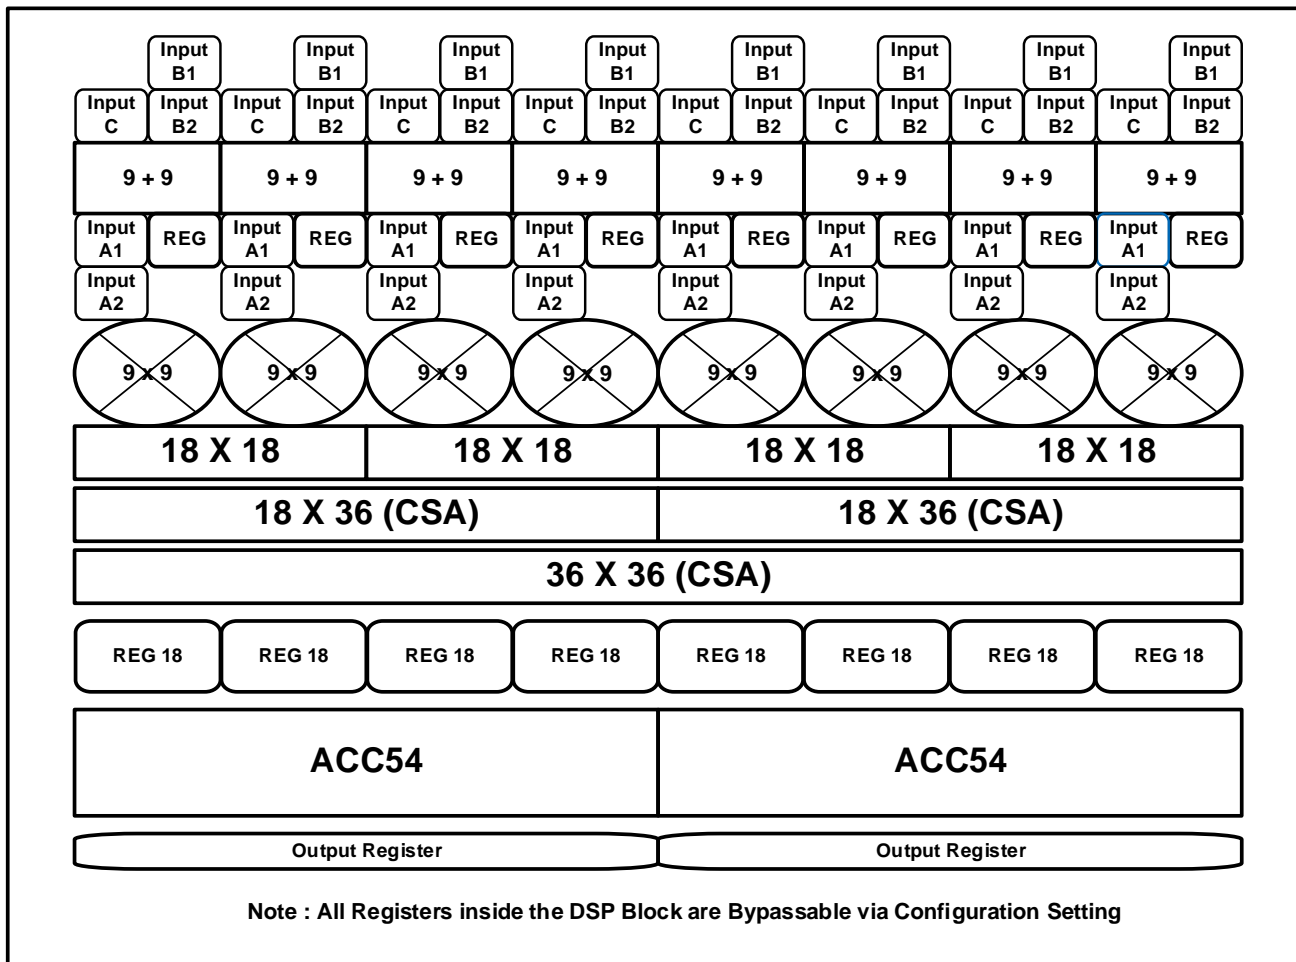 Input Input Input Input Input Input Input Input
B1 B1 B1 B1 B1 B1 B1 B1
Input Input Input Input Input Input Input Input Input Input Input Input Input Input Input Input
C B2 C B2 C B2 C B2 C B2 C B2 C B2 C B2
9 + 9 9 + 9 9 + 9 9 + 9 9 + 9 9 + 9 9 + 9 9 + 9
Input REG Input REG Input REG Input REG Input REG Input REG Input REG Input REG
A1 A1 A1 A1 A1 A1 A1 A1
Input Input Input Input Input Input Input Input
A2 A2 A2 A2 A2 A2 A2 A2
9 x 9 9 x 9 9 x 9 9 x 9 9 x 9 9 x 9 9 x 9 9 x 9
18 X 18 18 X 18 18 X 18 18 X 18
18 X 36 (CSA) 18 X 36 (CSA)
36 X 36 (CSA)
REG 18 REG 18 REG 18 REG 18 REG 18 REG 18 REG 18 REG 18
ACC54 ACC54
Output Register Output Register
Note : All Registers inside the DSP Block are Bypassable via Configuration Setting